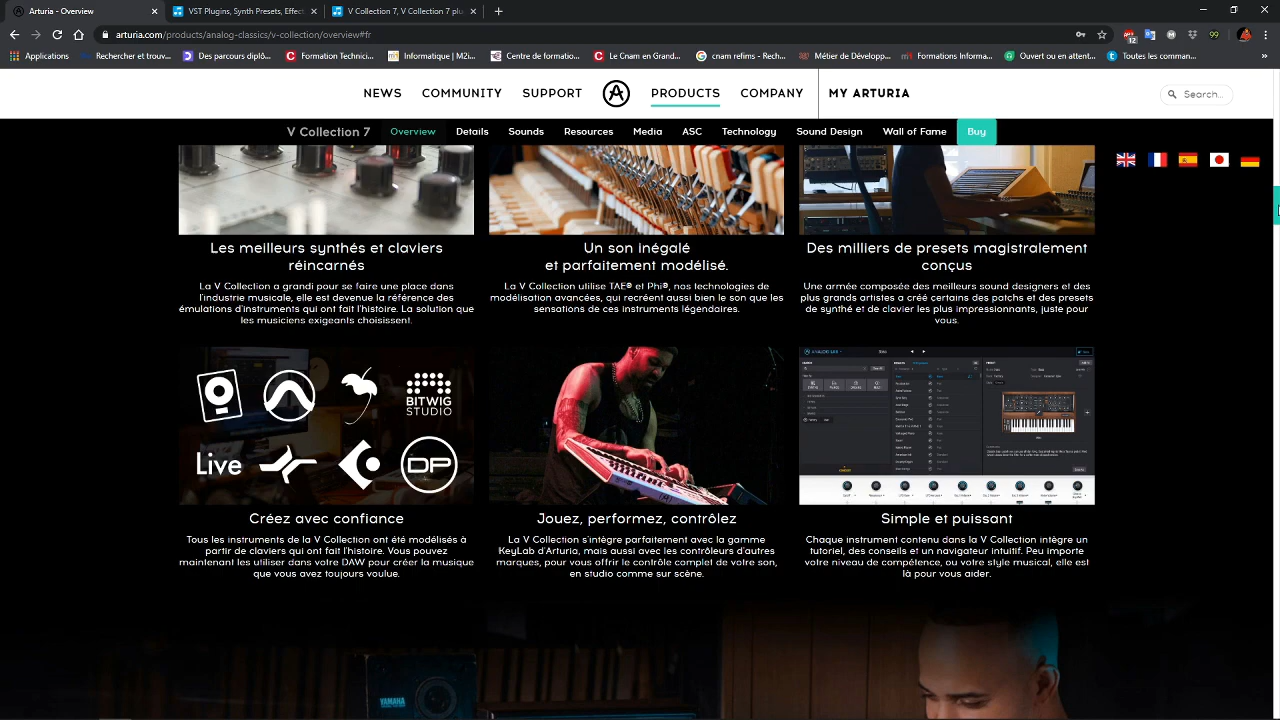 Arturia - Overview
VST Plugins, Synth Presets, Effect
V Collection 7, V Collection 7 plu
arturia.com/products/analog-classics/v-collection/overview#fr
12
99
Applications
Rechercher et trouv...
Des parcours diplô...
Formation Technici...
Informatique | M2i...
Centre de formatio...
Le Cnam en Grand...
cnam refims - Rech...
Métier de Développ...
Formations Informa...
Ouvert ou en attent...
Toutes les comman...
»
NEWS
COMMUNITY
SUPPORT
PRODUCTS
COMPANY
MY ARTURIA
Search...
V Collection 7
Overview
Details
Sounds
Resources
Media
ASC
Technology
Sound Design
Wall of Fame
Buy
Les meilleurs synthés et claviers
réincarnés
La V Collection a grandi pour se faire une place dans
l'industrie musicale, elle est devenue la référence des
émulations d'instruments qui ont fait l'histoire. La solution que
les musiciens exigeants choisissent.
Un son inégalé
et parfaitement modélisé.
La V Collection utilise TAE® et Phi®, nos technologies de
modélisation avancées, qui recréent aussi bien le son que les
sensations de ces instruments légendaires.
Des milliers de presets magistralement
conçus
Une armée composée des meilleurs sound designers et des
plus grands artistes a créé certains des patchs et des presets
de synthé et de clavier les plus impressionnants, juste pour
vous.
BITWIG
STUDIO
Live
DP
ANALOG LAB
Créez avec confiance
Tous les instruments de la V Collection ont été modélisés à
partir de claviers qui ont fait l'histoire. Vous pouvez
maintenant les utiliser dans votre DAW pour créer la musique
que vous avez toujours voulue.
Jouez, performez, contrôlez
La V Collection s'intègre parfaitement avec la gamme
KeyLab d'Arturia, mais aussi avec les contrôleurs d'autres
marques, pour vous offrir le contrôle complet de votre son,
en studio comme sur scène.
Simple et puissant
Chaque instrument contenu dans la V Collection intègre un
tutoriel, des conseils et un navigateur intuitif. Peu importe
votre niveau de compétence, ou votre style musical, elle est
là pour vous aider.
YAMAHA